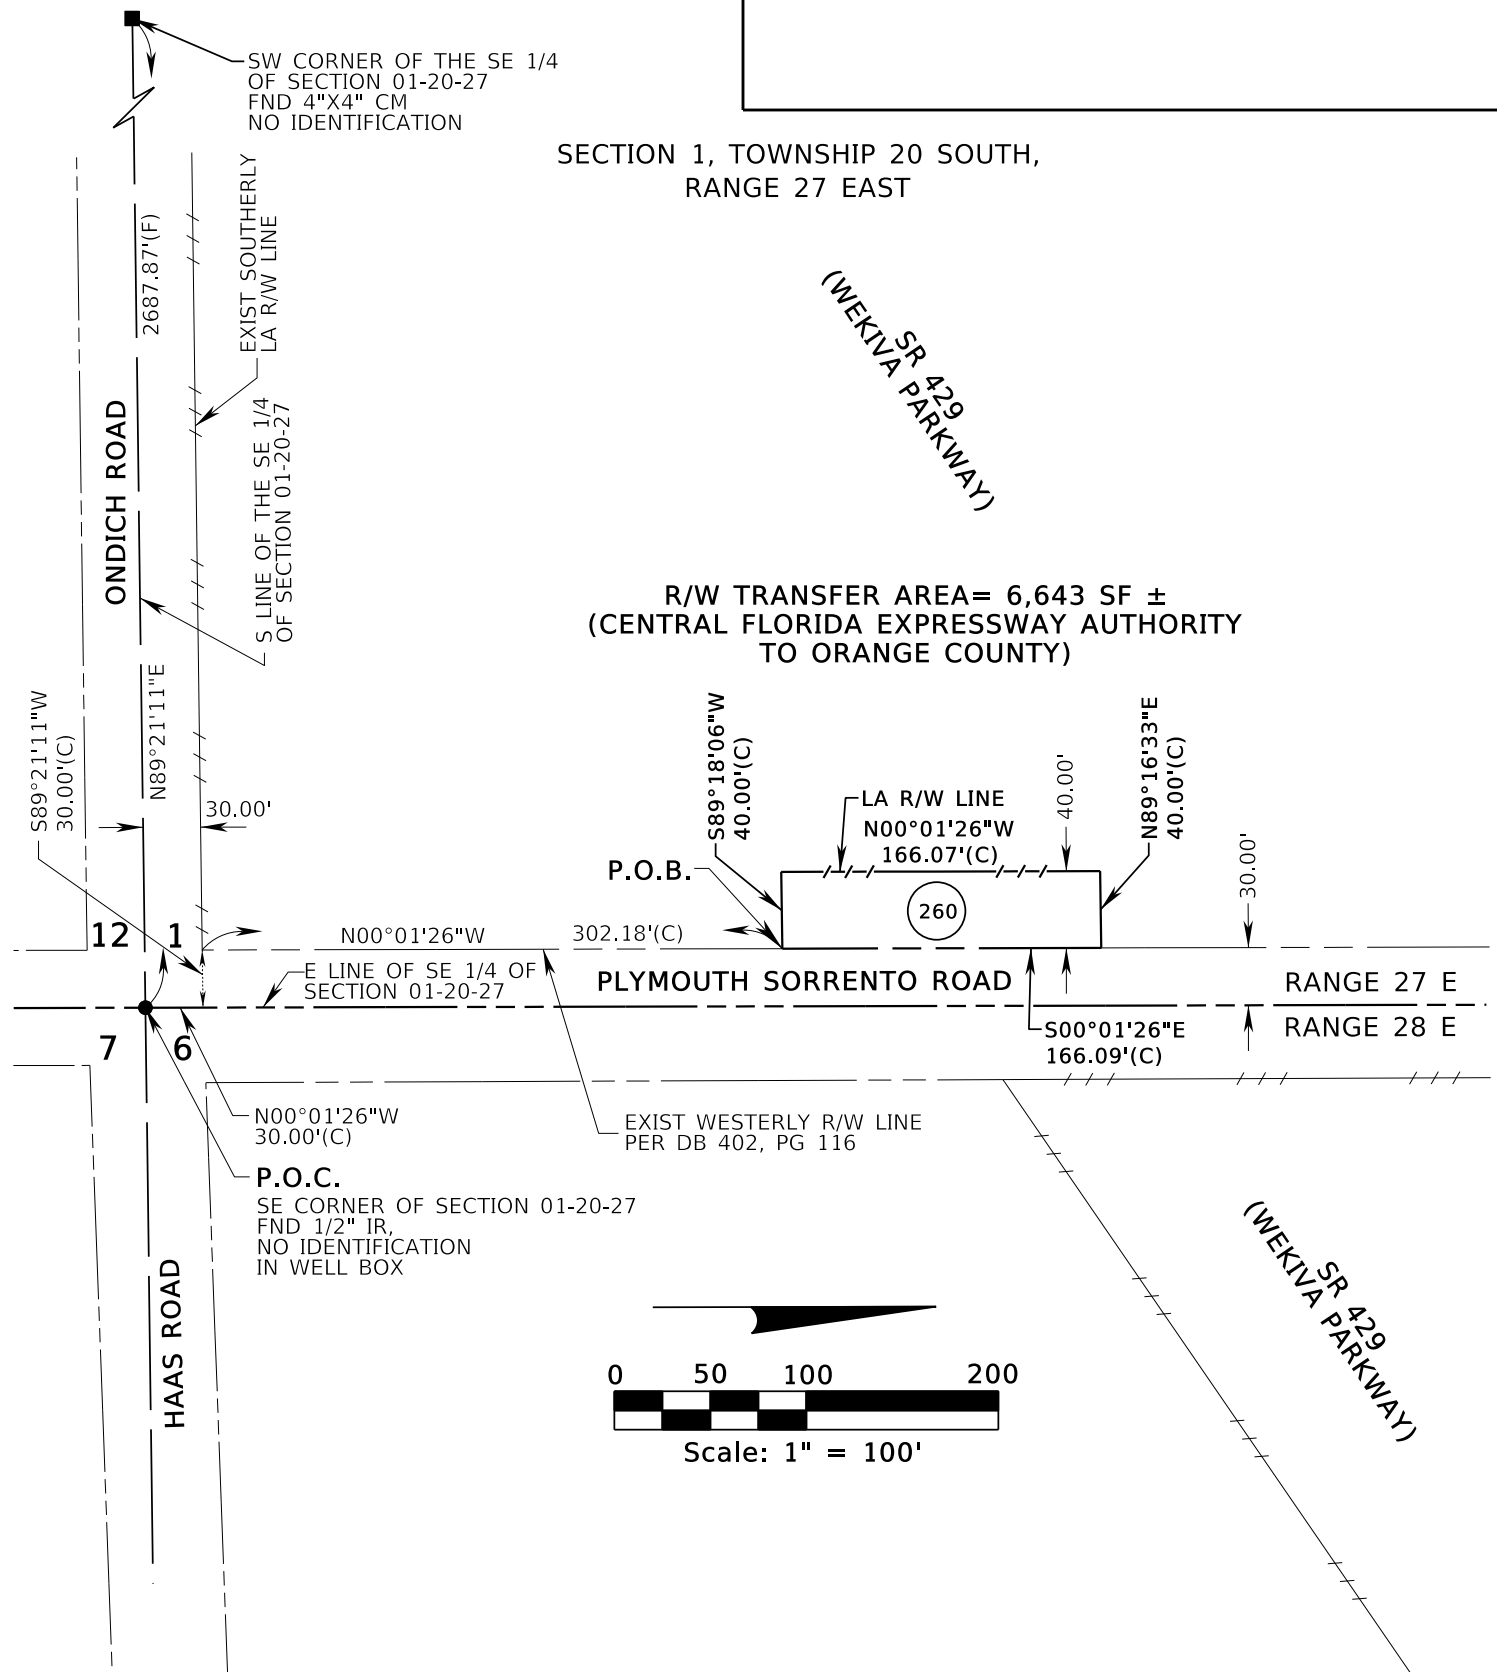 SW CORNER OF THE SE 1/4
OF SECTION 01-20-27
FND 4"X4" CM
NO IDENTIFICATION
SECTION 1, TOWNSHIP 20 SOUTH,
RANGE 27 EAST
2687.87'(F)
EXIST SOUTHERLY
LA R/W LINE
SR 429
(WEKIVA PARKWAY)
ONDICH ROAD
S LINE OF THE SE 1/4
OF SECTION 01-20-27
R/W TRANSFER AREA= 6,643 SF ±
(CENTRAL FLORIDA EXPRESSWAY AUTHORITY
TO ORANGE COUNTY)
S89°21'11"W
30.00'(C)
N89°21'11"E
30.00'
S89°18'06"W
40.00'(C)
LA R/W LINE
N00°01'26"W
166.07'(C)
40.00'
N89°16'33"E
40.00'(C)
30.00'
P.O.B.
260
12
1
N00°01'26"W
302.18'(C)
E LINE OF SE 1/4 OF
SECTION 01-20-27
PLYMOUTH SORRENTO ROAD
RANGE 27 E
RANGE 28 E
S00°01'26"E
166.09'(C)
7
6
N00°01'26"W
30.00'(C)
EXIST WESTERLY R/W LINE
PER DB 402, PG 116
P.O.C.
SE CORNER OF SECTION 01-20-27
FND 1/2" IR,
NO IDENTIFICATION
IN WELL BOX
HAAS ROAD
SR 429
(WEKIVA PARKWAY)
0 50 100 200
Scale: 1" = 100'